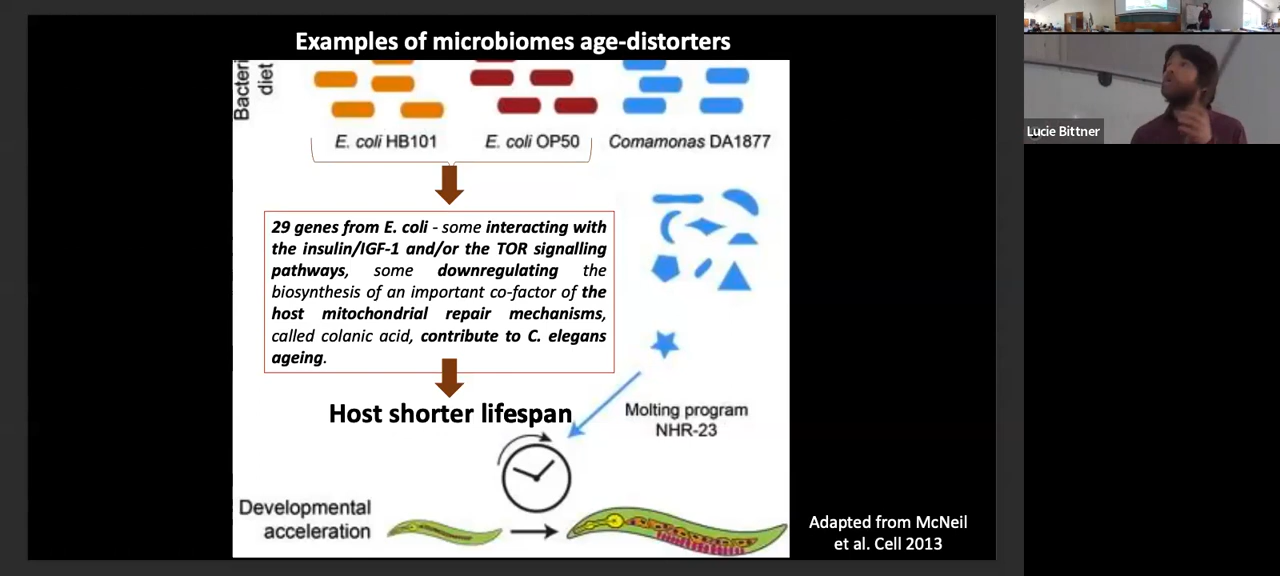 Examples of microbiomes age-distorters
Bacteri
diet
E. coli HB101
E. coli OP50
Comamonas DA1877
29 genes from E. coli - some interacting with
the insulin/IGF-1 and/or the TOR signalling
pathways, some downregulating the
biosynthesis of an important co-factor of the
host mitochondrial repair mechanisms,
called colanic acid, contribute to C. elegans
ageing.
Host shorter lifespan
Molting program
NHR-23
Developmental
acceleration
Adapted from McNeil
et al. Cell 2013
Lucie Bittner